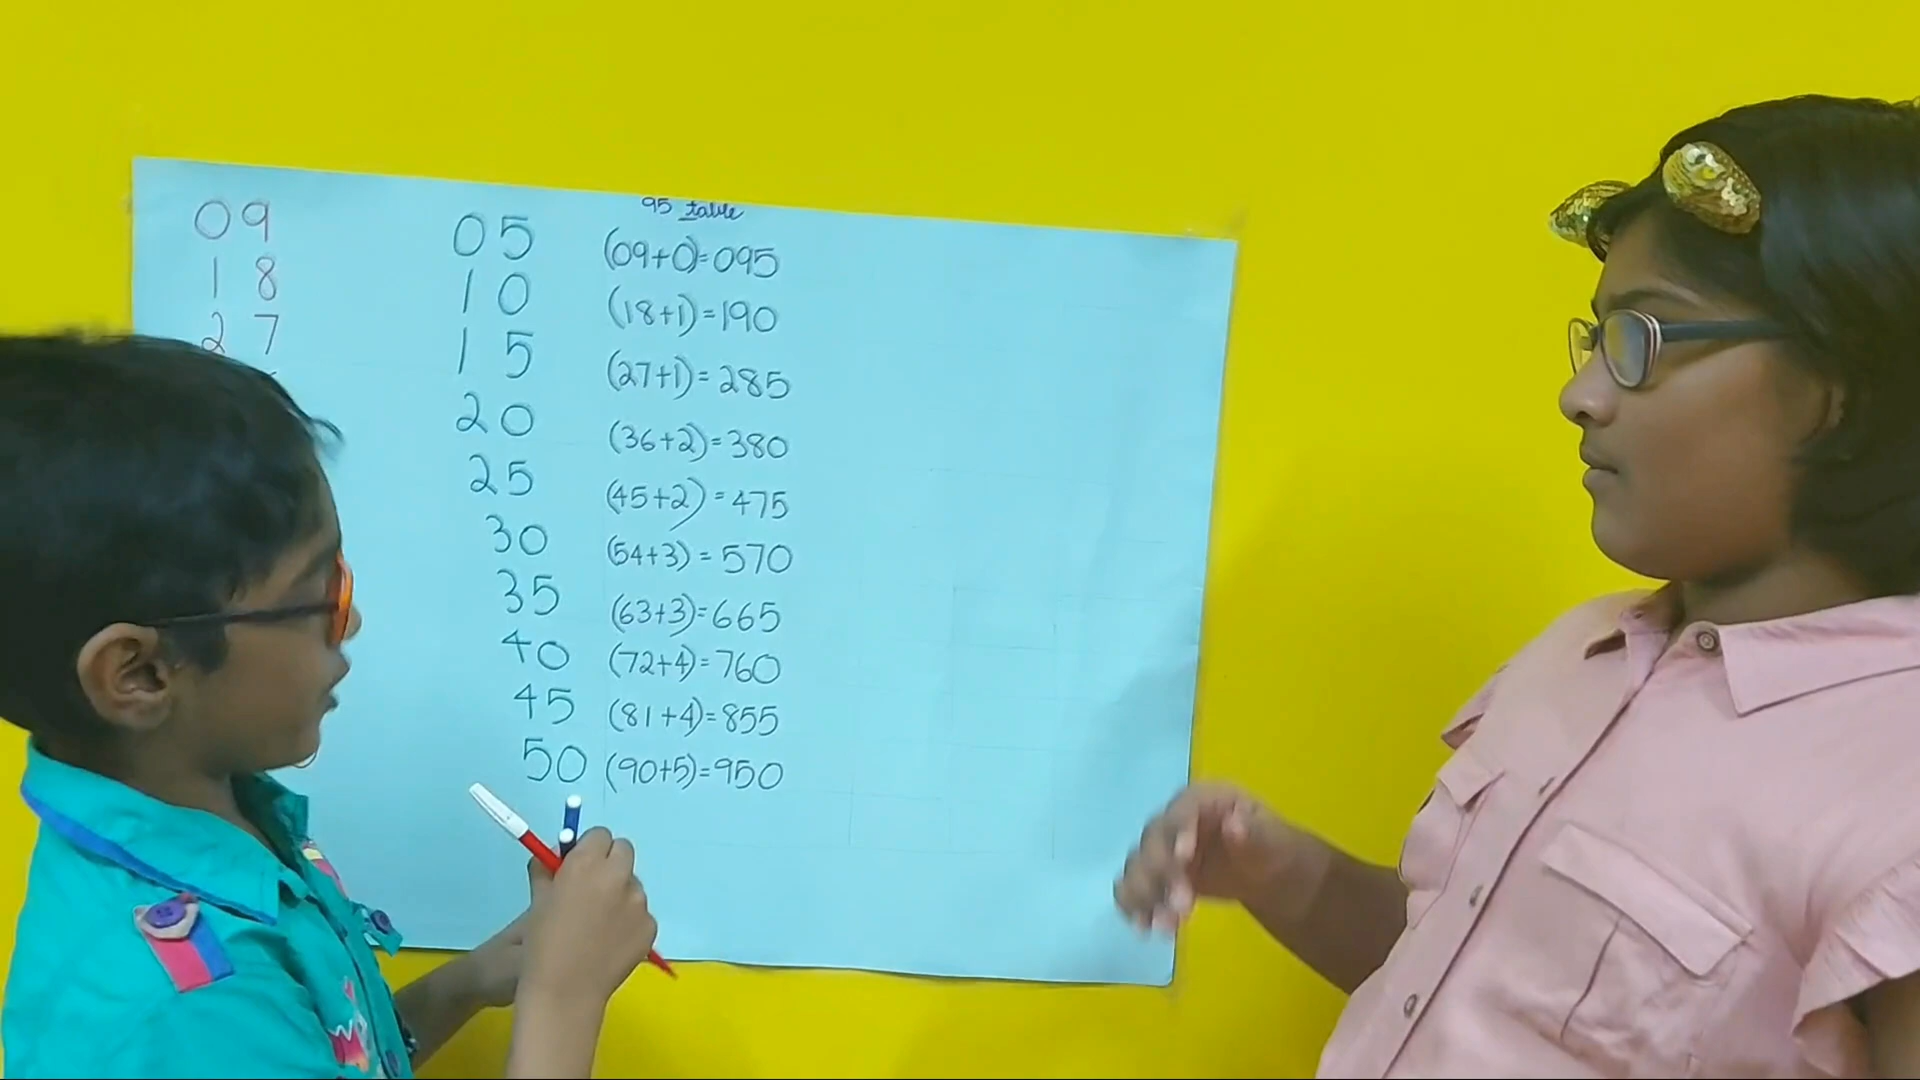 95 table
09 05 (09+0)=095
18 10 (18+1)=190
27 15 (27+1)=285
20 (36+2)=380
25 (45+2)=475
30 (54+3)=570
35 (63+3)=665
40 (72+4)=760
45 (81+4)=855
50 (90+5)=950